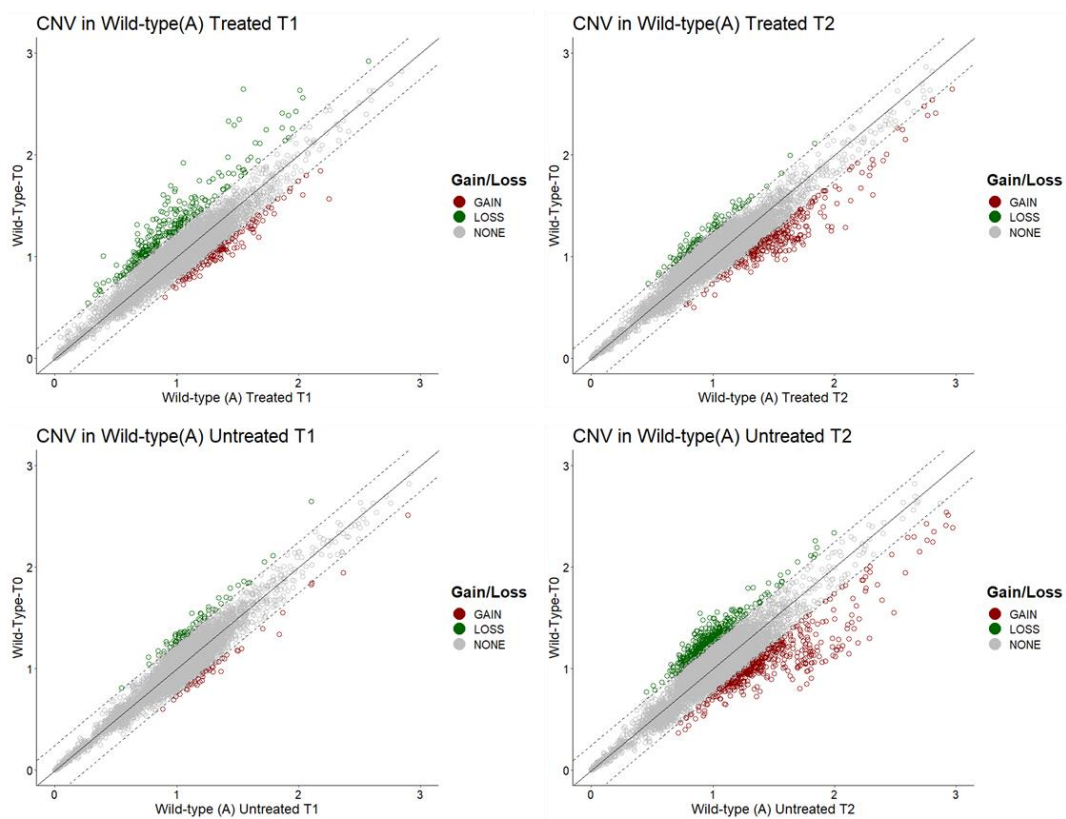 CNV in Wild-type(A) Treated T1
3
2
1
0
Wild-Type-T0
0 1 2 3
Wild-type (A) Treated T1
Gain/Loss
GAIN
LOSS
NONE
CNV in Wild-type(A) Treated T2
3
2
1
0
Wild-Type-T0
0 1 2 3
Wild-type (A) Treated T2
Gain/Loss
GAIN
LOSS
NONE
CNV in Wild-type(A) Untreated T1
3
2
1
0
Wild-Type-T0
0 1 2 3
Wild-type (A) Untreated T1
Gain/Loss
GAIN
LOSS
NONE
CNV in Wild-type(A) Untreated T2
3
2
1
0
Wild-Type-T0
0 1 2 3
Wild-type (A) Untreated T2
Gain/Loss
GAIN
LOSS
NONE